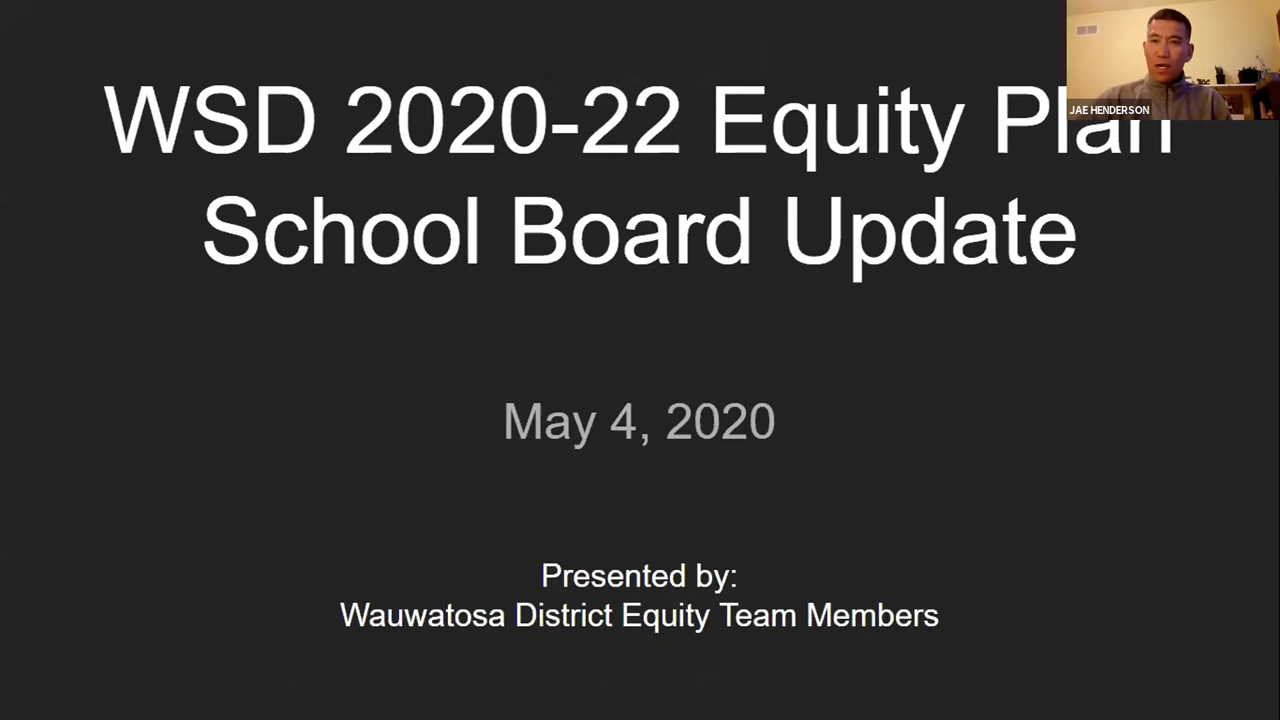 JAE HENDERSON
WSD 2020-22 Equity Plan
School Board Update
May 4, 2020
Presented by:
Wauwatosa District Equity Team Members